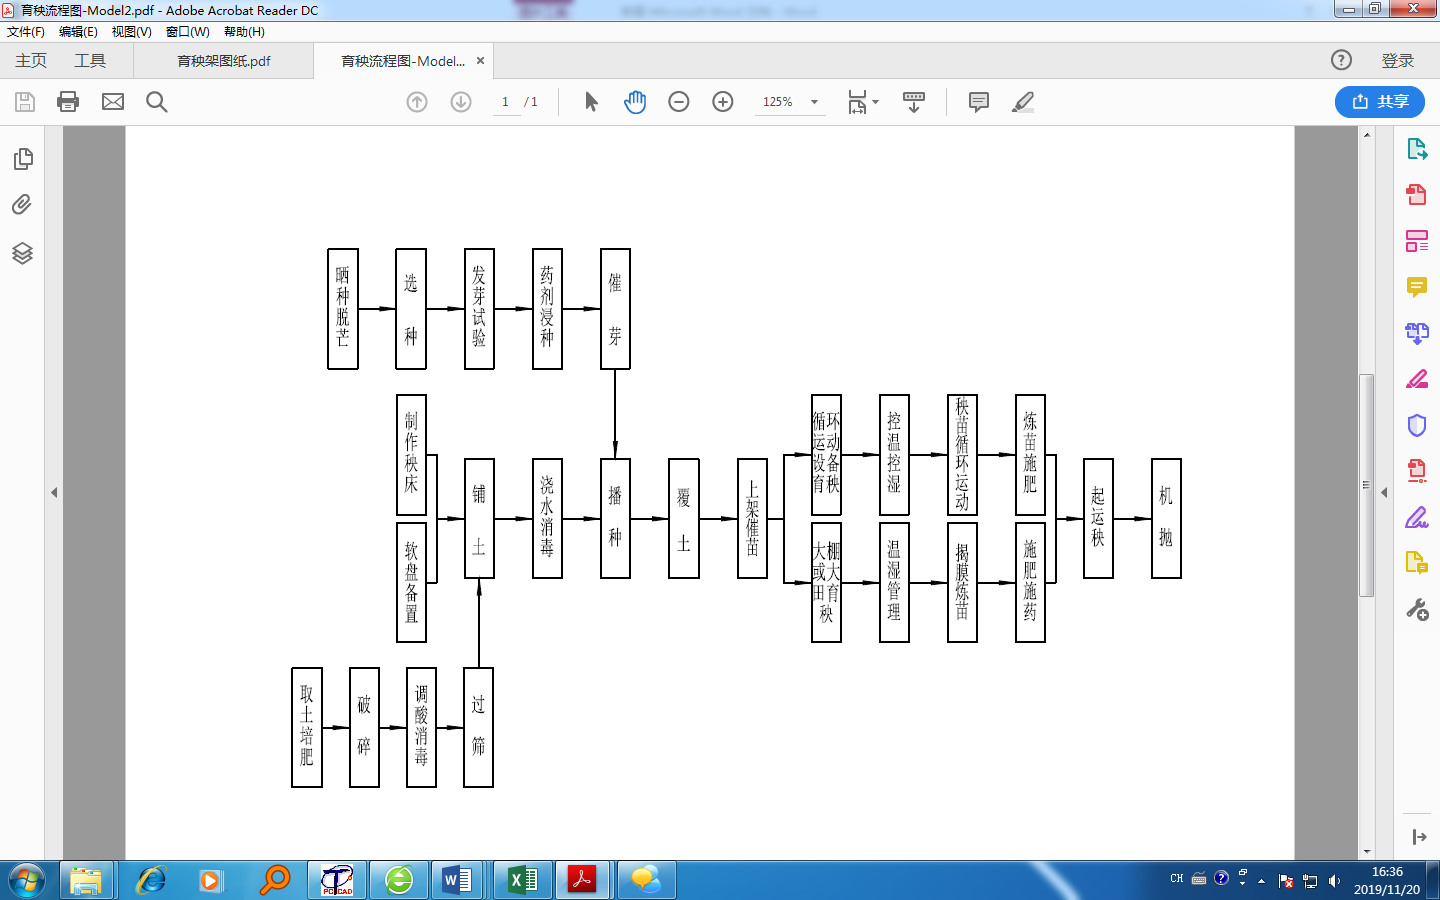 育秧流程图-Model2.pdf - Adobe Acrobat Reader DC
文件(F) 编辑(E) 视图(V) 窗口(W) 帮助(H)
主页 工具 育秧架图纸.pdf 育秧流程图-Model... × 登录
1 / 1 125% 共享
晒种脱芒
选种
发芽试验
药剂浸种
催芽
制作秧床
软盘备置
铺土
浇水消毒
播种
覆土
上架催苗
循环运动设备育秧
控温控湿
秧苗循环运动
炼苗施肥
大棚或大田育秧
温湿管理
揭膜炼苗
施肥施药
起运秧
机抛
取土培肥
破碎
调酸消毒
过筛
PCCAD
CH 16:36
2019/11/20